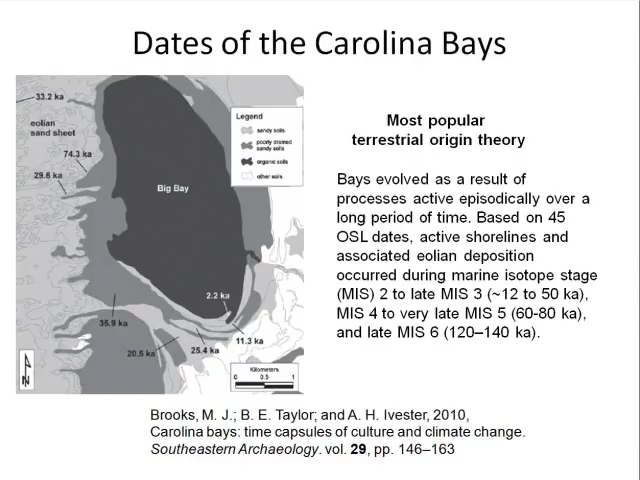 Dates of the Carolina Bays
33.2 ka
eolian
sand sheet
74.3 ka
29.6 ka
Big Bay
2.2 ka
35.9 ka
11.3 ka
20.5 ka
25.4 ka
Legend
sandy soils
poorly drained
sandy soils
organic soils
other soils
N
Kilometers
0 0.5 1
Most popular
terrestrial origin theory
Bays evolved as a result of
processes active episodically over a
long period of time. Based on 45
OSL dates, active shorelines and
associated eolian deposition
occurred during marine isotope stage
(MIS) 2 to late MIS 3 (~12 to 50 ka),
MIS 4 to very late MIS 5 (60-80 ka),
and late MIS 6 (120–140 ka).
Brooks, M. J.; B. E. Taylor; and A. H. Ivester, 2010,
Carolina bays: time capsules of culture and climate change.
Southeastern Archaeology. vol. 29, pp. 146–163